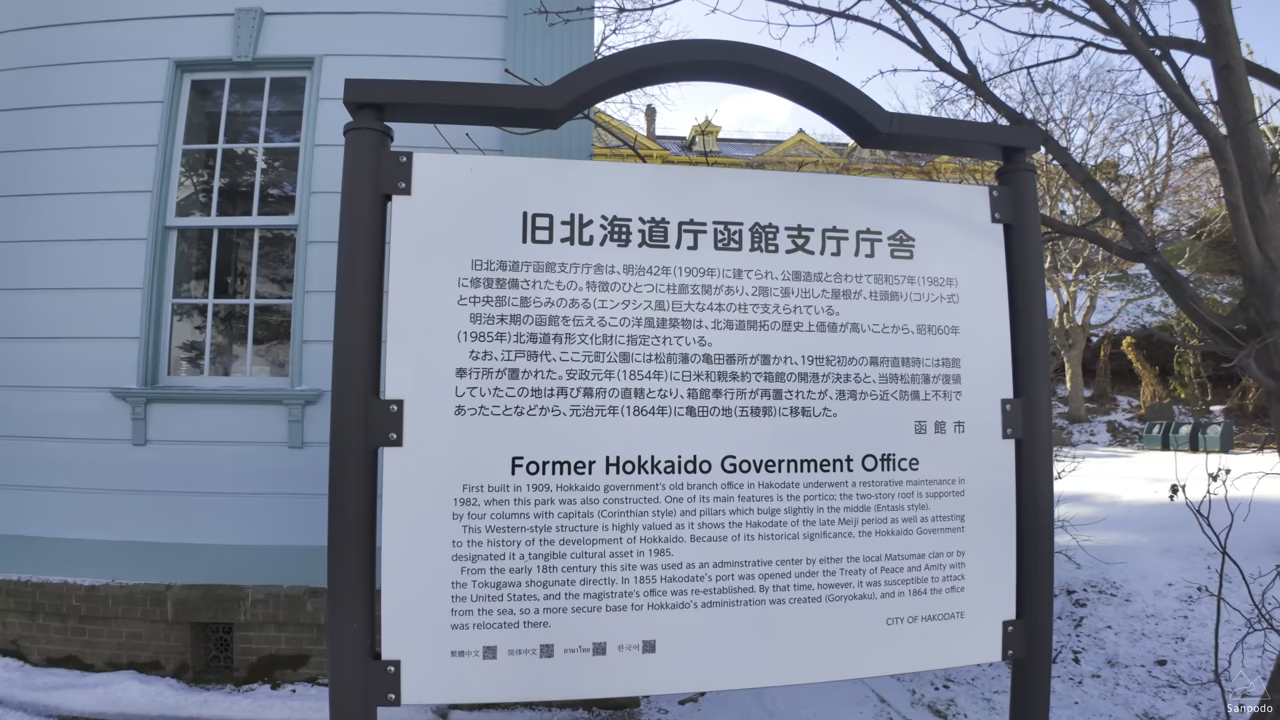 旧北海道庁函館支庁庁舎
旧北海道庁函館支庁庁舎は、明治42年(1909年)に建てられ、公園造成と合わせて昭和57年(1982年)
に修復整備されたもの。特徴のひとつに柱廊玄関があり、2階に張り出した屋根が、柱頭飾り(コリント式)
と中央部に膨らみのある(エンタシス風)巨大な4本の柱で支えられている。
明治末期の函館を伝えるこの洋風建築物は、北海道開拓の歴史上価値が高いことから、昭和60年
(1985年)北海道有形文化財に指定されている。
なお、江戸時代、ここ元町公園には松前藩の亀田番所が置かれ、19世紀初めの幕府直轄時には箱館
奉行所が置かれた。安政元年(1854年)に日米和親条約で箱館の開港が決まると、当時松前藩が復領
していたこの地は再び幕府の直轄となり、箱館奉行所が再置されたが、港湾から近く防備上不利で
あったことなどから、元治元年(1864年)に亀田の地(五稜郭)に移転した。
函館市
Former Hokkaido Government Office
First built in 1909, Hokkaido government's old branch office in Hakodate underwent a restorative maintenance in
1982, when this park was also constructed. One of its main features is the portico; the two-story roof is supported
by four columns with capitals (Corinthian style) and pillars which bulge slightly in the middle (Entasis style).
This Western-style structure is highly valued as it shows the Hakodate of the late Meiji period as well as attesting
to the history of the development of Hokkaido. Because of its historical significance, the Hokkaido Government
designated it a tangible cultural asset in 1985.
From the early 18th century this site was used as an adminstrative center by either the local Matsumae clan or by
the Tokugawa shogunate directly. In 1855 Hakodate's port was opened under the Treaty of Peace and Amity with
the United States, and the magistrate's office was re-established. By that time, however, it was susceptible to attack
from the sea, so a more secure base for Hokkaido's administration was created (Goryokaku), and in 1864 the office
was relocated there.
CITY OF HAKODATE
繁體中文 简体中文 ภาษาไทย 한국어
Sanpodo